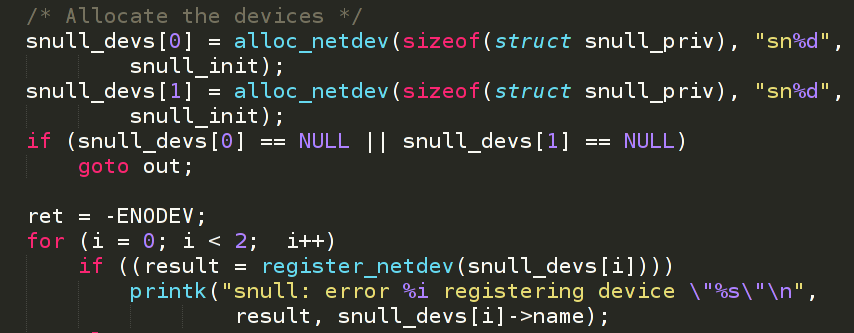 /* Allocate the devices */
snull_devs[0] = alloc_netdev(sizeof(struct snull_priv), "sn%d",
        snull_init);
snull_devs[1] = alloc_netdev(sizeof(struct snull_priv), "sn%d",
        snull_init);
if (snull_devs[0] == NULL || snull_devs[1] == NULL)
    goto out;

ret = -ENODEV;
for (i = 0; i < 2;  i++)
    if ((result = register_netdev(snull_devs[i])))
        printk("snull: error %i registering device \"%s\"\n",
                result, snull_devs[i]->name);